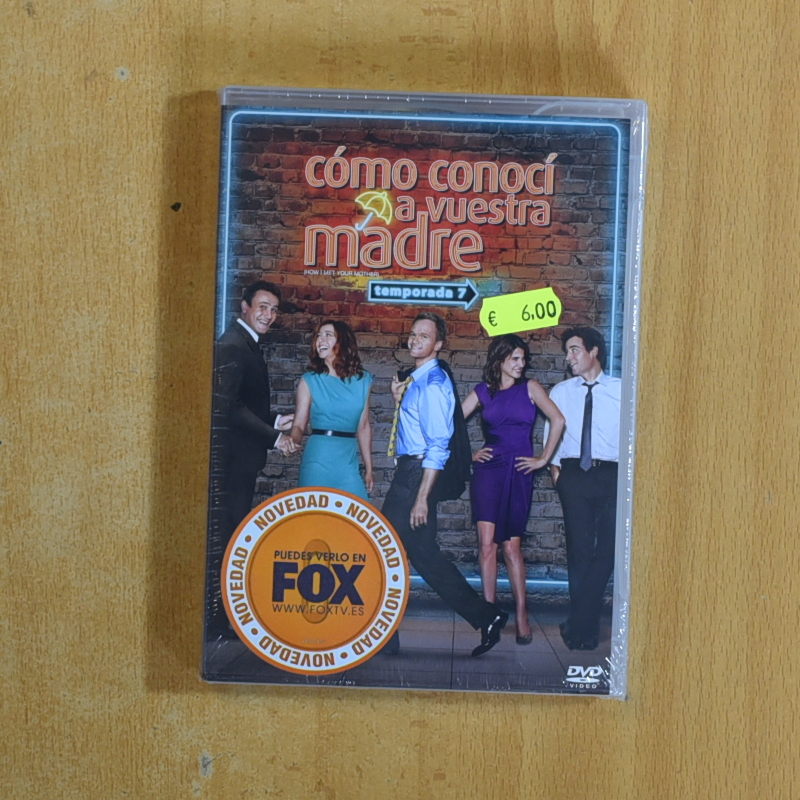 cómo conocí
a vuestra
madre
(HOW I MET YOUR MOTHER)
temporada 7
€ 6,00
NOVEDAD • NOVEDAD • NOVEDAD • NOVEDAD • NOVEDAD • NOVEDAD •
PUEDES VERLO EN
FOX
WWW.FOXTV.ES
DVD
VIDEO